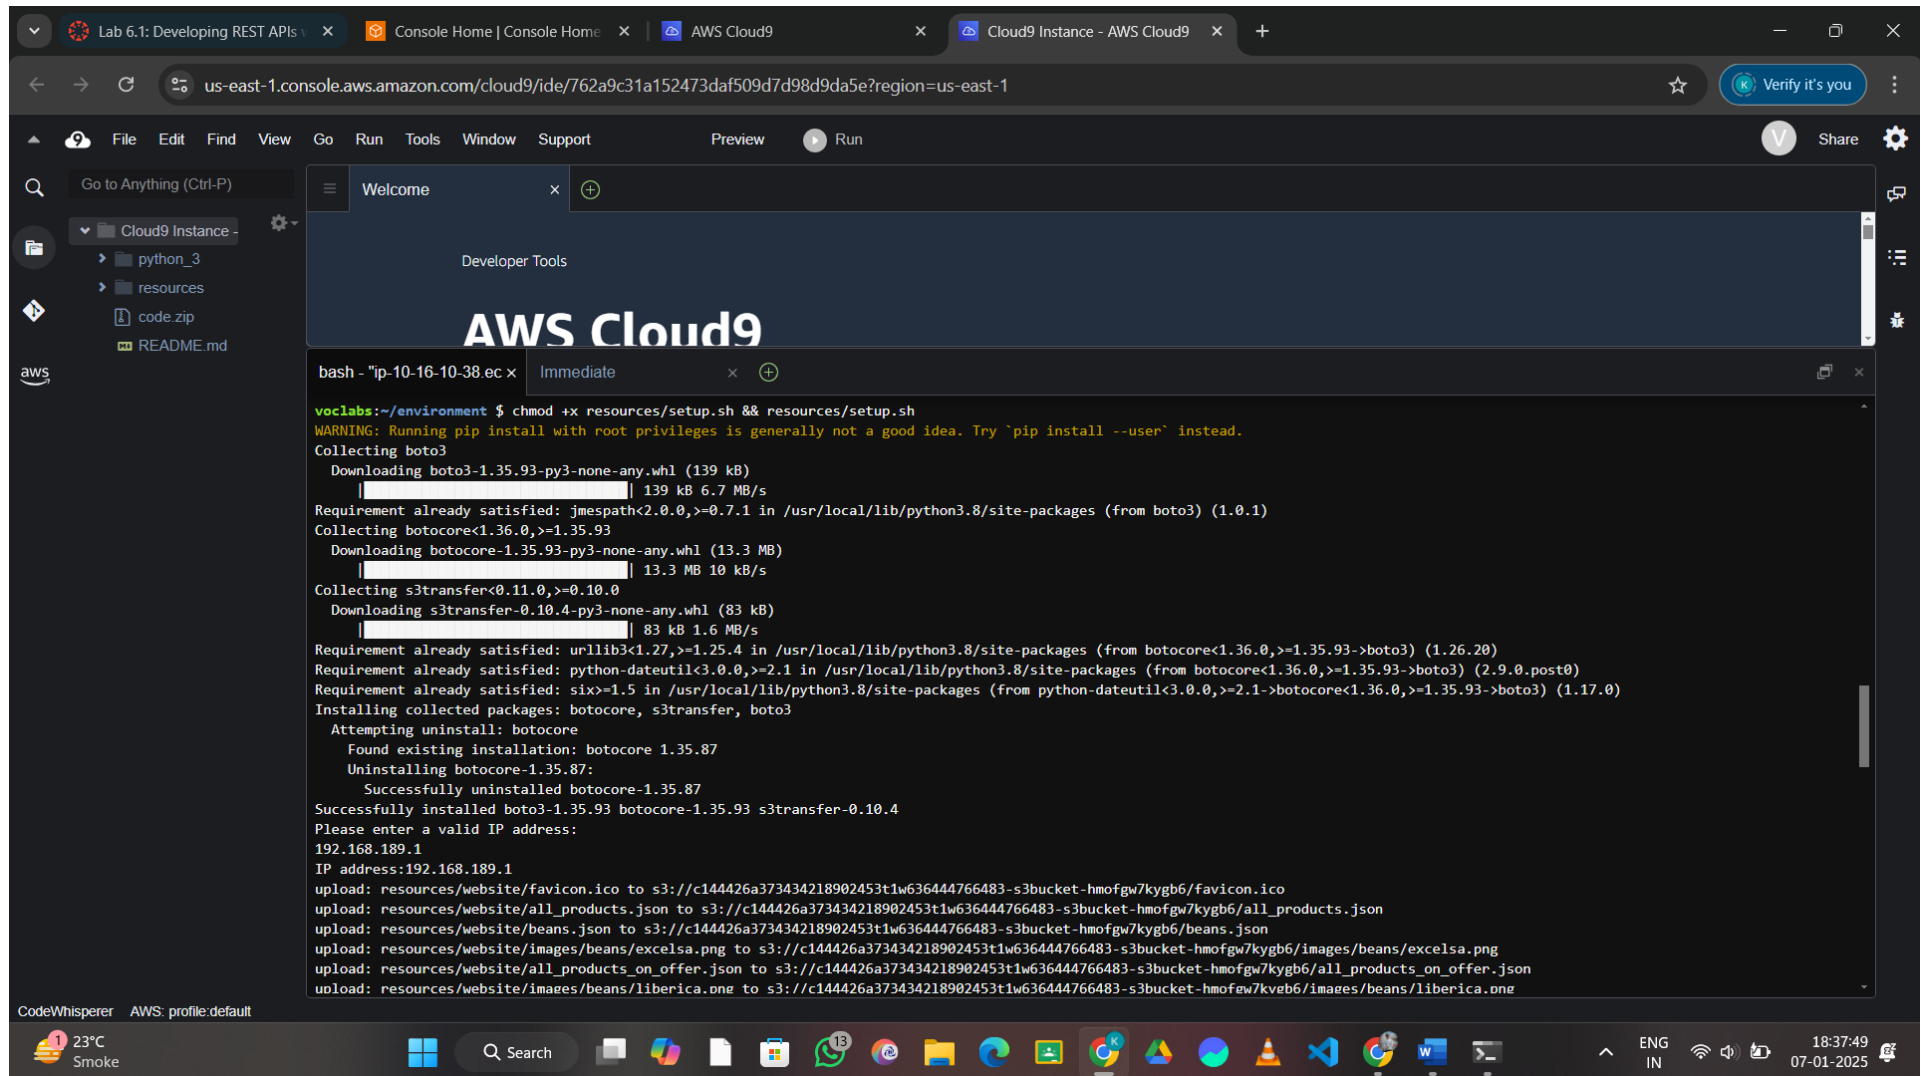 Lab 6.1: Developing REST APIs
Console Home | Console Home
AWS Cloud9
Cloud9 Instance - AWS Cloud9
us-east-1.console.aws.amazon.com/cloud9/ide/762a9c31a152473daf509d7d98d9da5e?region=us-east-1
K
Verify it's you
9
File Edit Find View Go Run Tools Window Support Preview Run
V
Share
Go to Anything (Ctrl-P)
Welcome
Cloud9 Instance -
python_3
resources
code.zip
README.md
aws
Developer Tools
AWS Cloud9
bash - "ip-10-16-10-38.ec
Immediate
voclabs:~/environment $ chmod +x resources/setup.sh && resources/setup.sh
WARNING: Running pip install with root privileges is generally not a good idea. Try `pip install --user` instead.
Collecting boto3
Downloading boto3-1.35.93-py3-none-any.whl (139 kB)
|████████████████████████████████| 139 kB 6.7 MB/s
Requirement already satisfied: jmespath<2.0.0,>=0.7.1 in /usr/local/lib/python3.8/site-packages (from boto3) (1.0.1)
Collecting botocore<1.36.0,>=1.35.93
Downloading botocore-1.35.93-py3-none-any.whl (13.3 MB)
|████████████████████████████████| 13.3 MB 10 kB/s
Collecting s3transfer<0.11.0,>=0.10.0
Downloading s3transfer-0.10.4-py3-none-any.whl (83 kB)
|████████████████████████████████| 83 kB 1.6 MB/s
Requirement already satisfied: urllib3<1.27,>=1.25.4 in /usr/local/lib/python3.8/site-packages (from botocore<1.36.0,>=1.35.93->boto3) (1.26.20)
Requirement already satisfied: python-dateutil<3.0.0,>=2.1 in /usr/local/lib/python3.8/site-packages (from botocore<1.36.0,>=1.35.93->boto3) (2.9.0.post0)
Requirement already satisfied: six>=1.5 in /usr/local/lib/python3.8/site-packages (from python-dateutil<3.0.0,>=2.1->botocore<1.36.0,>=1.35.93->boto3) (1.17.0)
Installing collected packages: botocore, s3transfer, boto3
Attempting uninstall: botocore
Found existing installation: botocore 1.35.87
Uninstalling botocore-1.35.87:
Successfully uninstalled botocore-1.35.87
Successfully installed boto3-1.35.93 botocore-1.35.93 s3transfer-0.10.4
Please enter a valid IP address:
192.168.189.1
IP address:192.168.189.1
upload: resources/website/favicon.ico to s3://c144426a373434218902453t1w636444766483-s3bucket-hmofgw7kygb6/favicon.ico
upload: resources/website/all_products.json to s3://c144426a373434218902453t1w636444766483-s3bucket-hmofgw7kygb6/all_products.json
upload: resources/website/beans.json to s3://c144426a373434218902453t1w636444766483-s3bucket-hmofgw7kygb6/beans.json
upload: resources/website/images/beans/excelsa.png to s3://c144426a373434218902453t1w636444766483-s3bucket-hmofgw7kygb6/images/beans/excelsa.png
upload: resources/website/all_products_on_offer.json to s3://c144426a373434218902453t1w636444766483-s3bucket-hmofgw7kygb6/all_products_on_offer.json
upload: resources/website/images/beans/liberica.png to s3://c144426a373434218902453t1w636444766483-s3bucket-hmofgw7kygb6/images/beans/liberica.png
CodeWhisperer AWS: profile:default
1
23°C
Smoke
Search
13
K
ENG
IN
18:37:49
07-01-2025